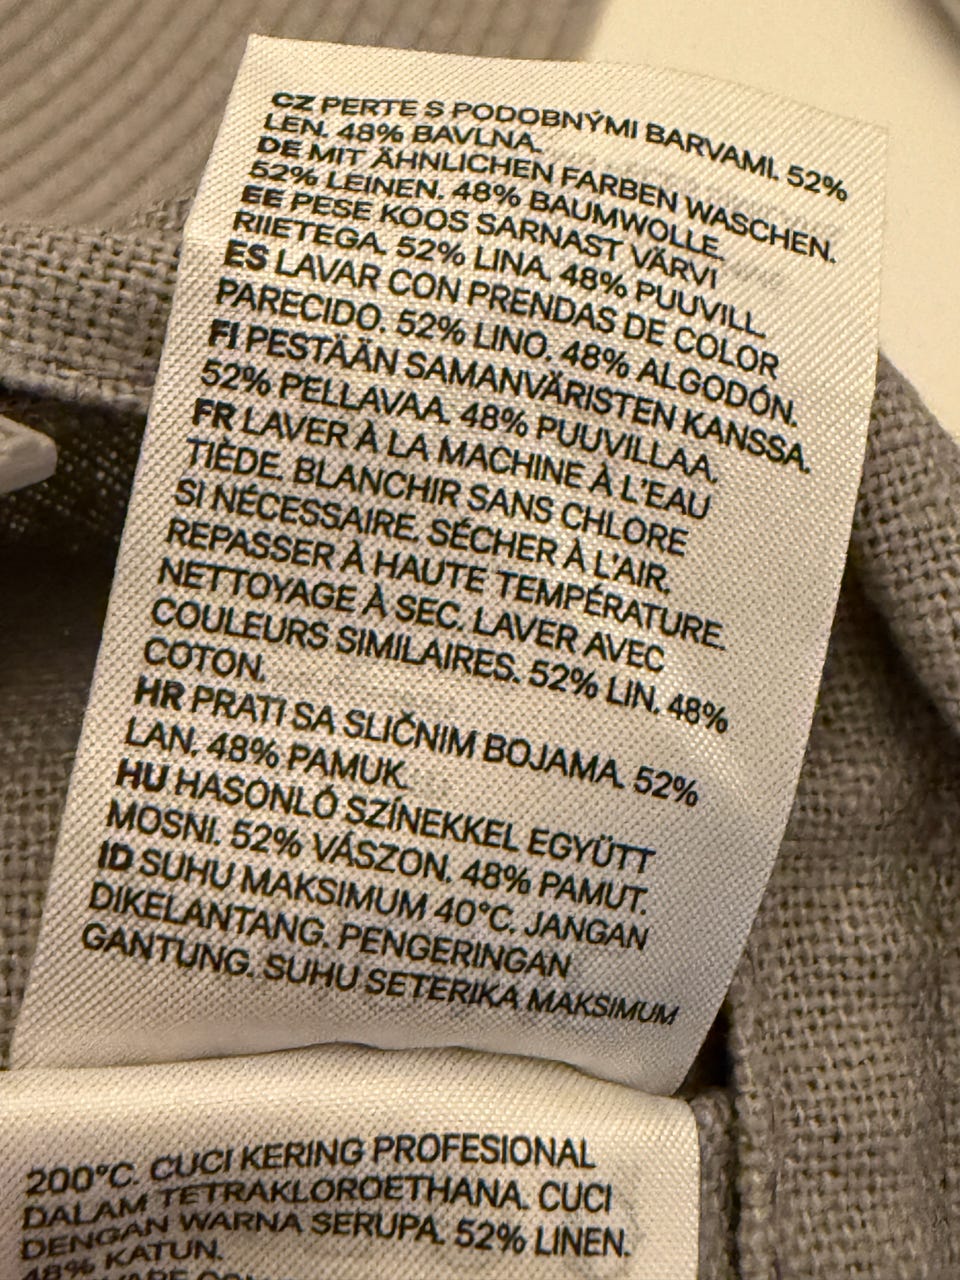 CZ PERTE S PODOBNÝMI BARVAMI. 52%
LEN. 48% BAVLNA.
DE MIT ÄHNLICHEN FARBEN WASCHEN.
52% LEINEN. 48% BAUMWOLLE.
EE PESE KOOS SARNAST VÄRVI
RIIETEGA. 52% LINA. 48% PUUVILL.
ES LAVAR CON PRENDAS DE COLOR
PARECIDO. 52% LINO. 48% ALGODÓN.
FI PESTÄÄN SAMANVÄRISTEN KANSSA.
52% PELLAVAA. 48% PUUVILLAA.
FR LAVER À LA MACHINE À L'EAU
TIÈDE. BLANCHIR SANS CHLORE
SI NÉCESSAIRE. SÉCHER À L'AIR.
REPASSER À HAUTE TEMPÉRATURE.
NETTOYAGE À SEC. LAVER AVEC
COULEURS SIMILAIRES. 52% LIN. 48%
COTON.
HR PRATI SA SLIČNIM BOJAMA. 52%
LAN. 48% PAMUK.
HU HASONLÓ SZÍNEKKEL EGYÜTT
MOSNI. 52% VÁSZON. 48% PAMUT.
ID SUHU MAKSIMUM 40°C. JANGAN
DIKELANTANG. PENGERINGAN
GANTUNG. SUHU SETERIKA MAKSIMUM
200°C. CUCI KERING PROFESIONAL
DALAM TETRAKLOROETHANA. CUCI
DENGAN WARNA SERUPA. 52% LINEN.
48% KATUN.